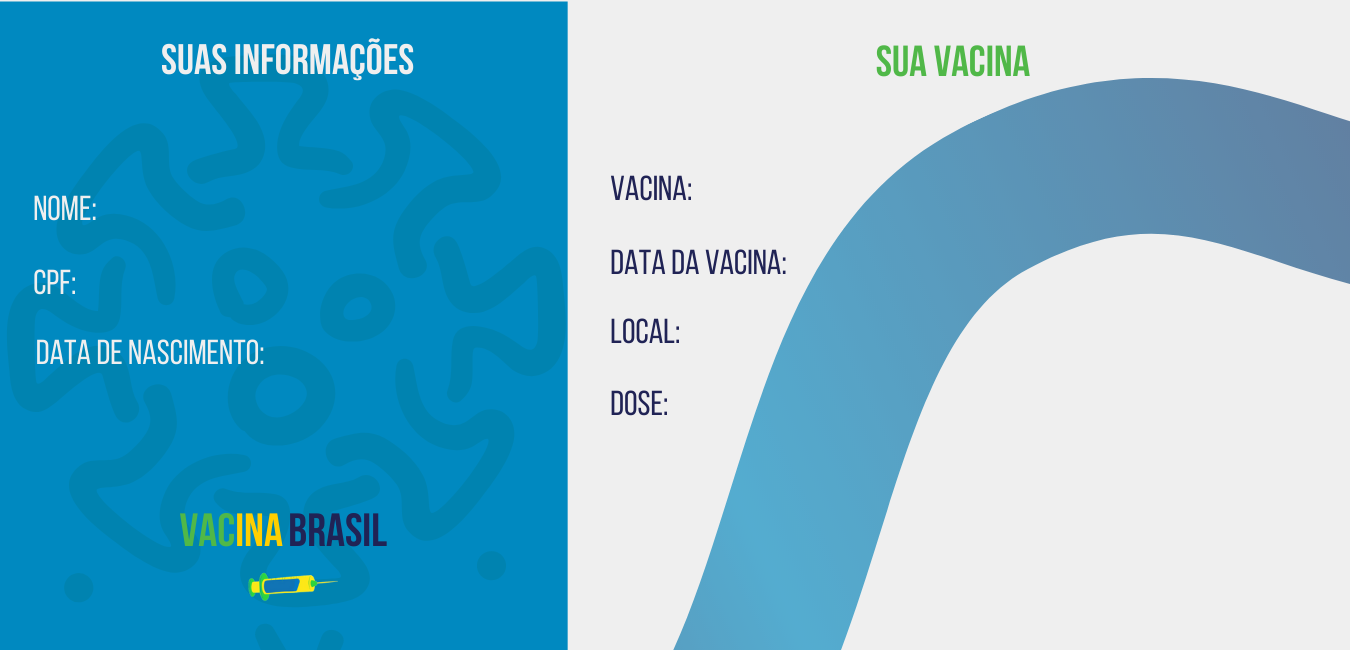 SUAS INFORMAÇÕES
NOME:
CPF:
DATA DE NASCIMENTO:
VACINA BRASIL
SUA VACINA
VACINA:
DATA DA VACINA:
LOCAL:
DOSE: